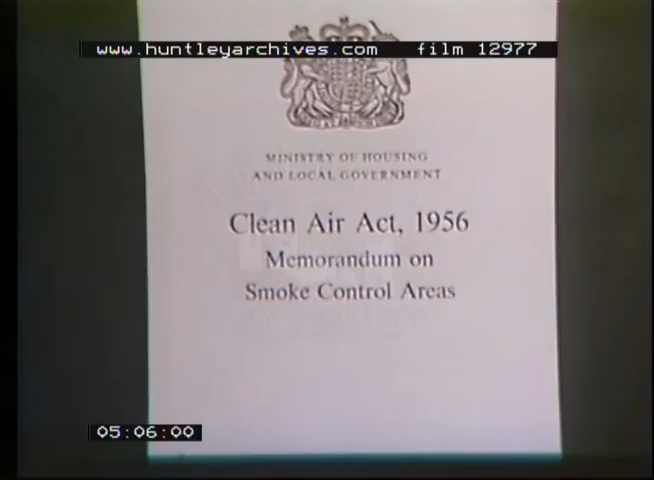 www.huntleyarchives.com film 12977
MINISTRY OF HOUSING
AND LOCAL GOVERNMENT
Clean Air Act, 1956
Memorandum on
Smoke Control Areas
05:06:00